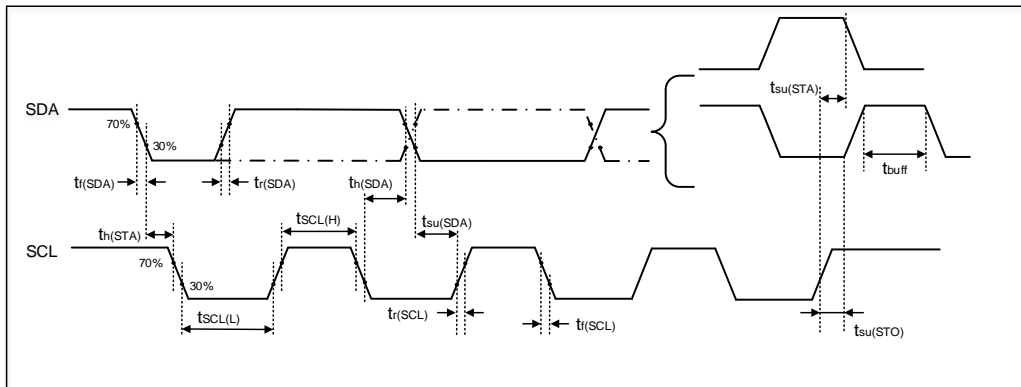 tsu(STA)
SDA
70%
30%
tbuff
tf(SDA)
tr(SDA)
th(SDA)
tSCL(H)
tsu(SDA)
th(STA)
SCL
70%
30%
tr(SCL)
tSCL(L)
tf(SCL)
tsu(STO)